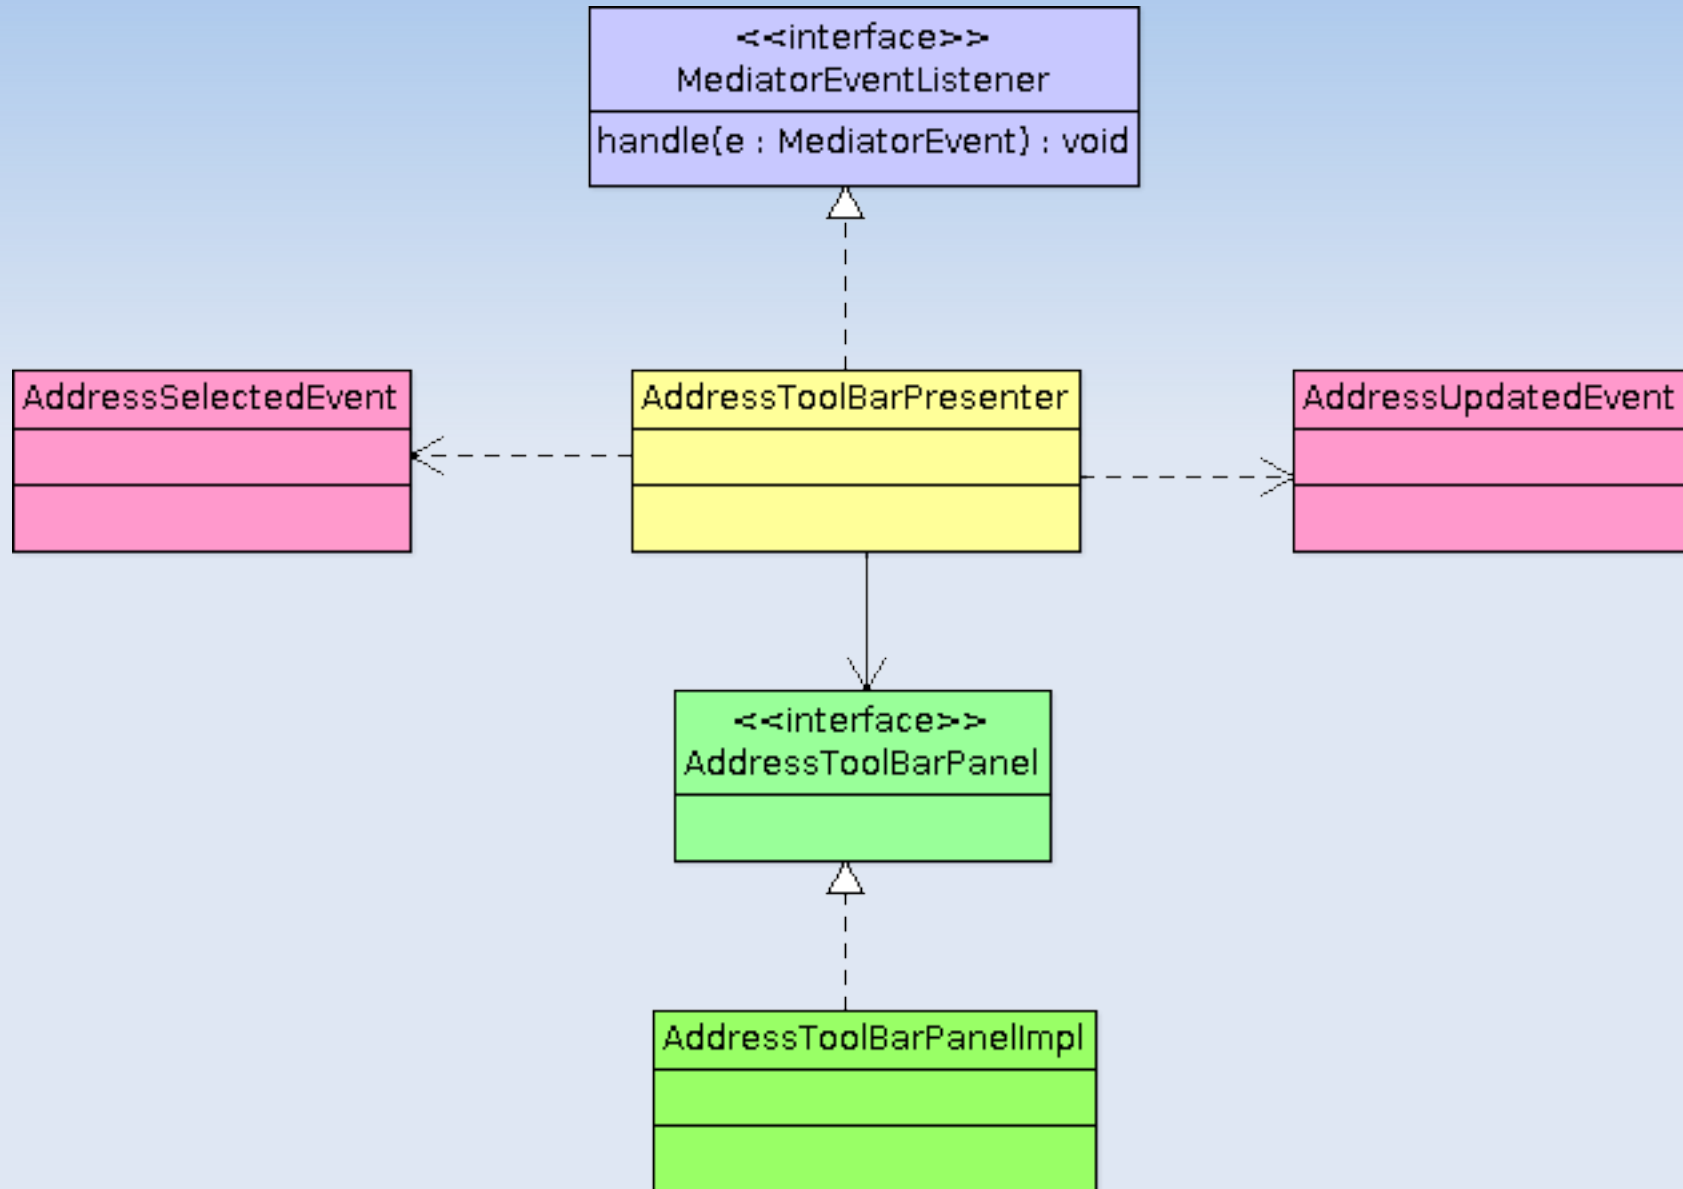 <<interface>>
MediatorEventListener
handle(e : MediatorEvent) : void
AddressSelectedEvent
AddressToolBarPresenter
AddressUpdatedEvent
<<interface>>
AddressToolBarPanel
AddressToolBarPanelImpl